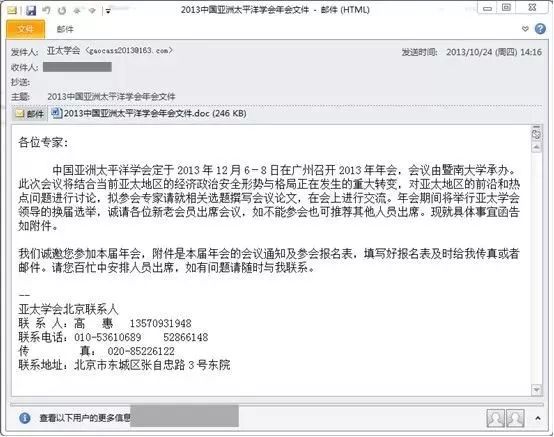 2013中国亚洲太平洋学会年会文件 - 邮件 (HTML)
文件 邮件
发件人: 亚太学会 <gaocass2013@163.com> 发送时间: 2013/10/24 (周四) 14:16
收件人:
抄送:
主题: 2013中国亚洲太平洋学会年会文件
邮件 2013中国亚洲太平洋学会年会文件.doc (246 KB)
各位专家:
中国亚洲太平洋学会定于 2013 年 12 月 6-8 日在广州召开 2013 年年会,会议由暨南大学承办。
此次会议将结合当前亚太地区的经济政治安全形势与格局正在发生的重大转变,对亚太地区的前沿和热
点问题进行讨论,拟参会专家请就相关选题撰写会议论文,在会上进行交流。年会期间将举行亚太学会
领导的换届选举,诚请各位新老会员出席会议,如不能参会也可推荐其他人员出席。现就具体事宜函告
如附件。
我们诚邀您参加本届年会,附件是本届年会的会议通知及参会报名表,填写好报名表及时给我传真或者
邮件。请您百忙中安排人员出席,如有问题请随时与我联系。
--
亚太学会北京联系人
联 系 人: 高 惠 13570931948
联系电话: 010-53610689 52866148
传 真: 020-85226122
联系地址: 北京市东城区张自忠路 3 号东院
查看以下用户的更多信息